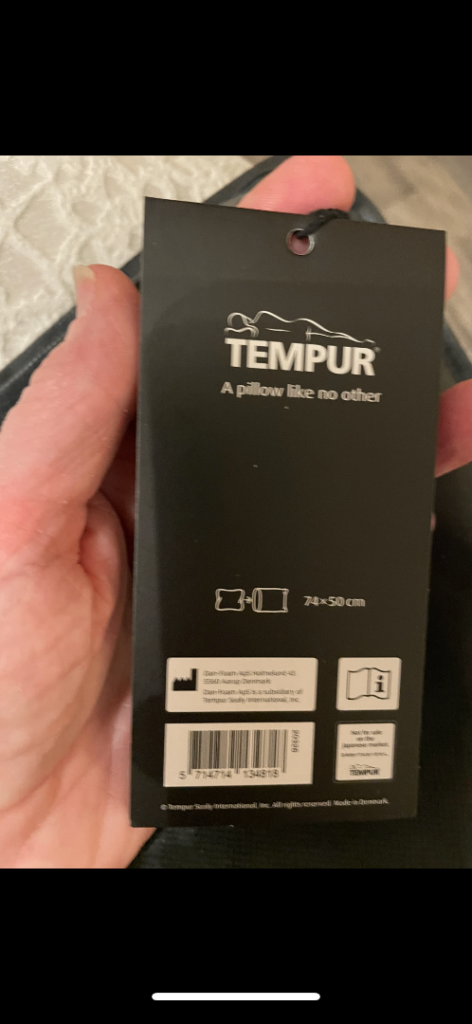 TEMPUR®
A pillow like no other
74×50 cm
Dan-Foam ApS Holmelund 43,
5560 Aarup Denmark
Dan-Foam ApS is a subsidiary of
Tempur Sealy International, Inc.
i
5 714714 134818
Not for sale
on the
Japanese market.
TEMPUR
© Tempur Sealy International, Inc. All rights reserved. Made in Denmark.